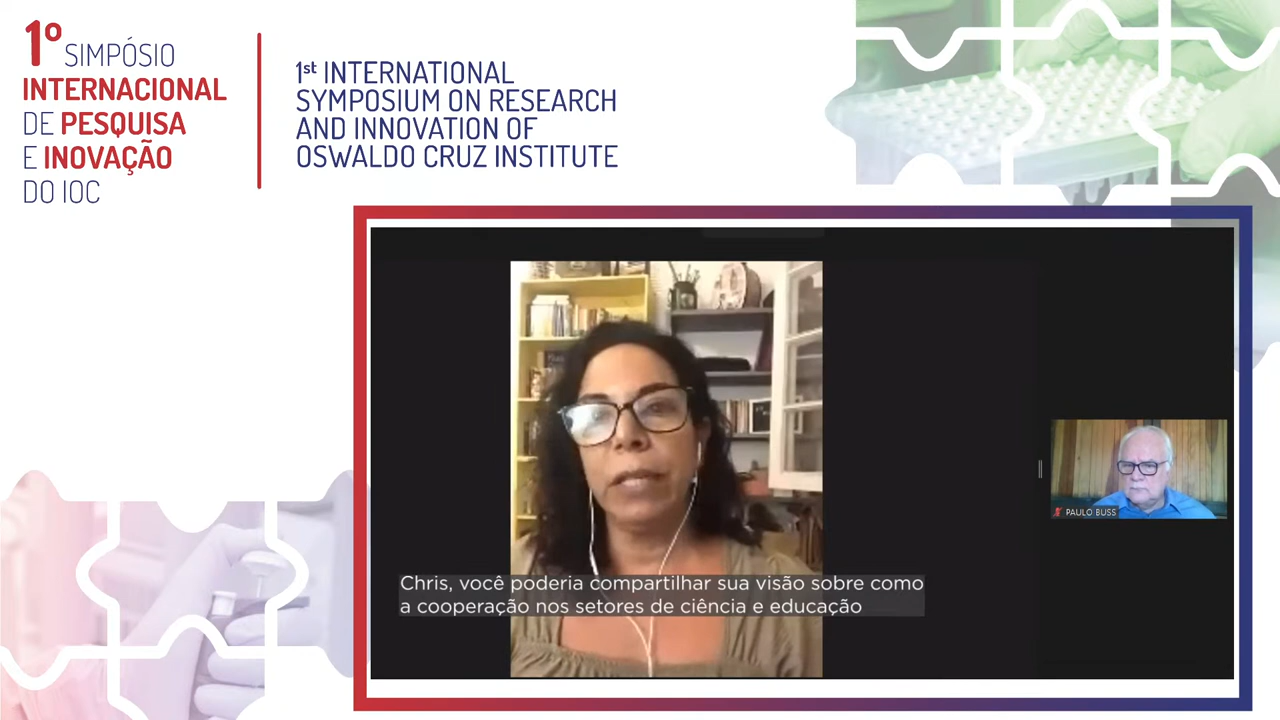 1º SIMPÓSIO
INTERNACIONAL
DE PESQUISA
E INOVAÇÃO
DO IOC
1st INTERNATIONAL
SYMPOSIUM ON RESEARCH
AND INNOVATION OF
OSWALDO CRUZ INSTITUTE
PAULO BUSS
Chris, você poderia compartilhar sua visão sobre como
a cooperação nos setores de ciência e educação